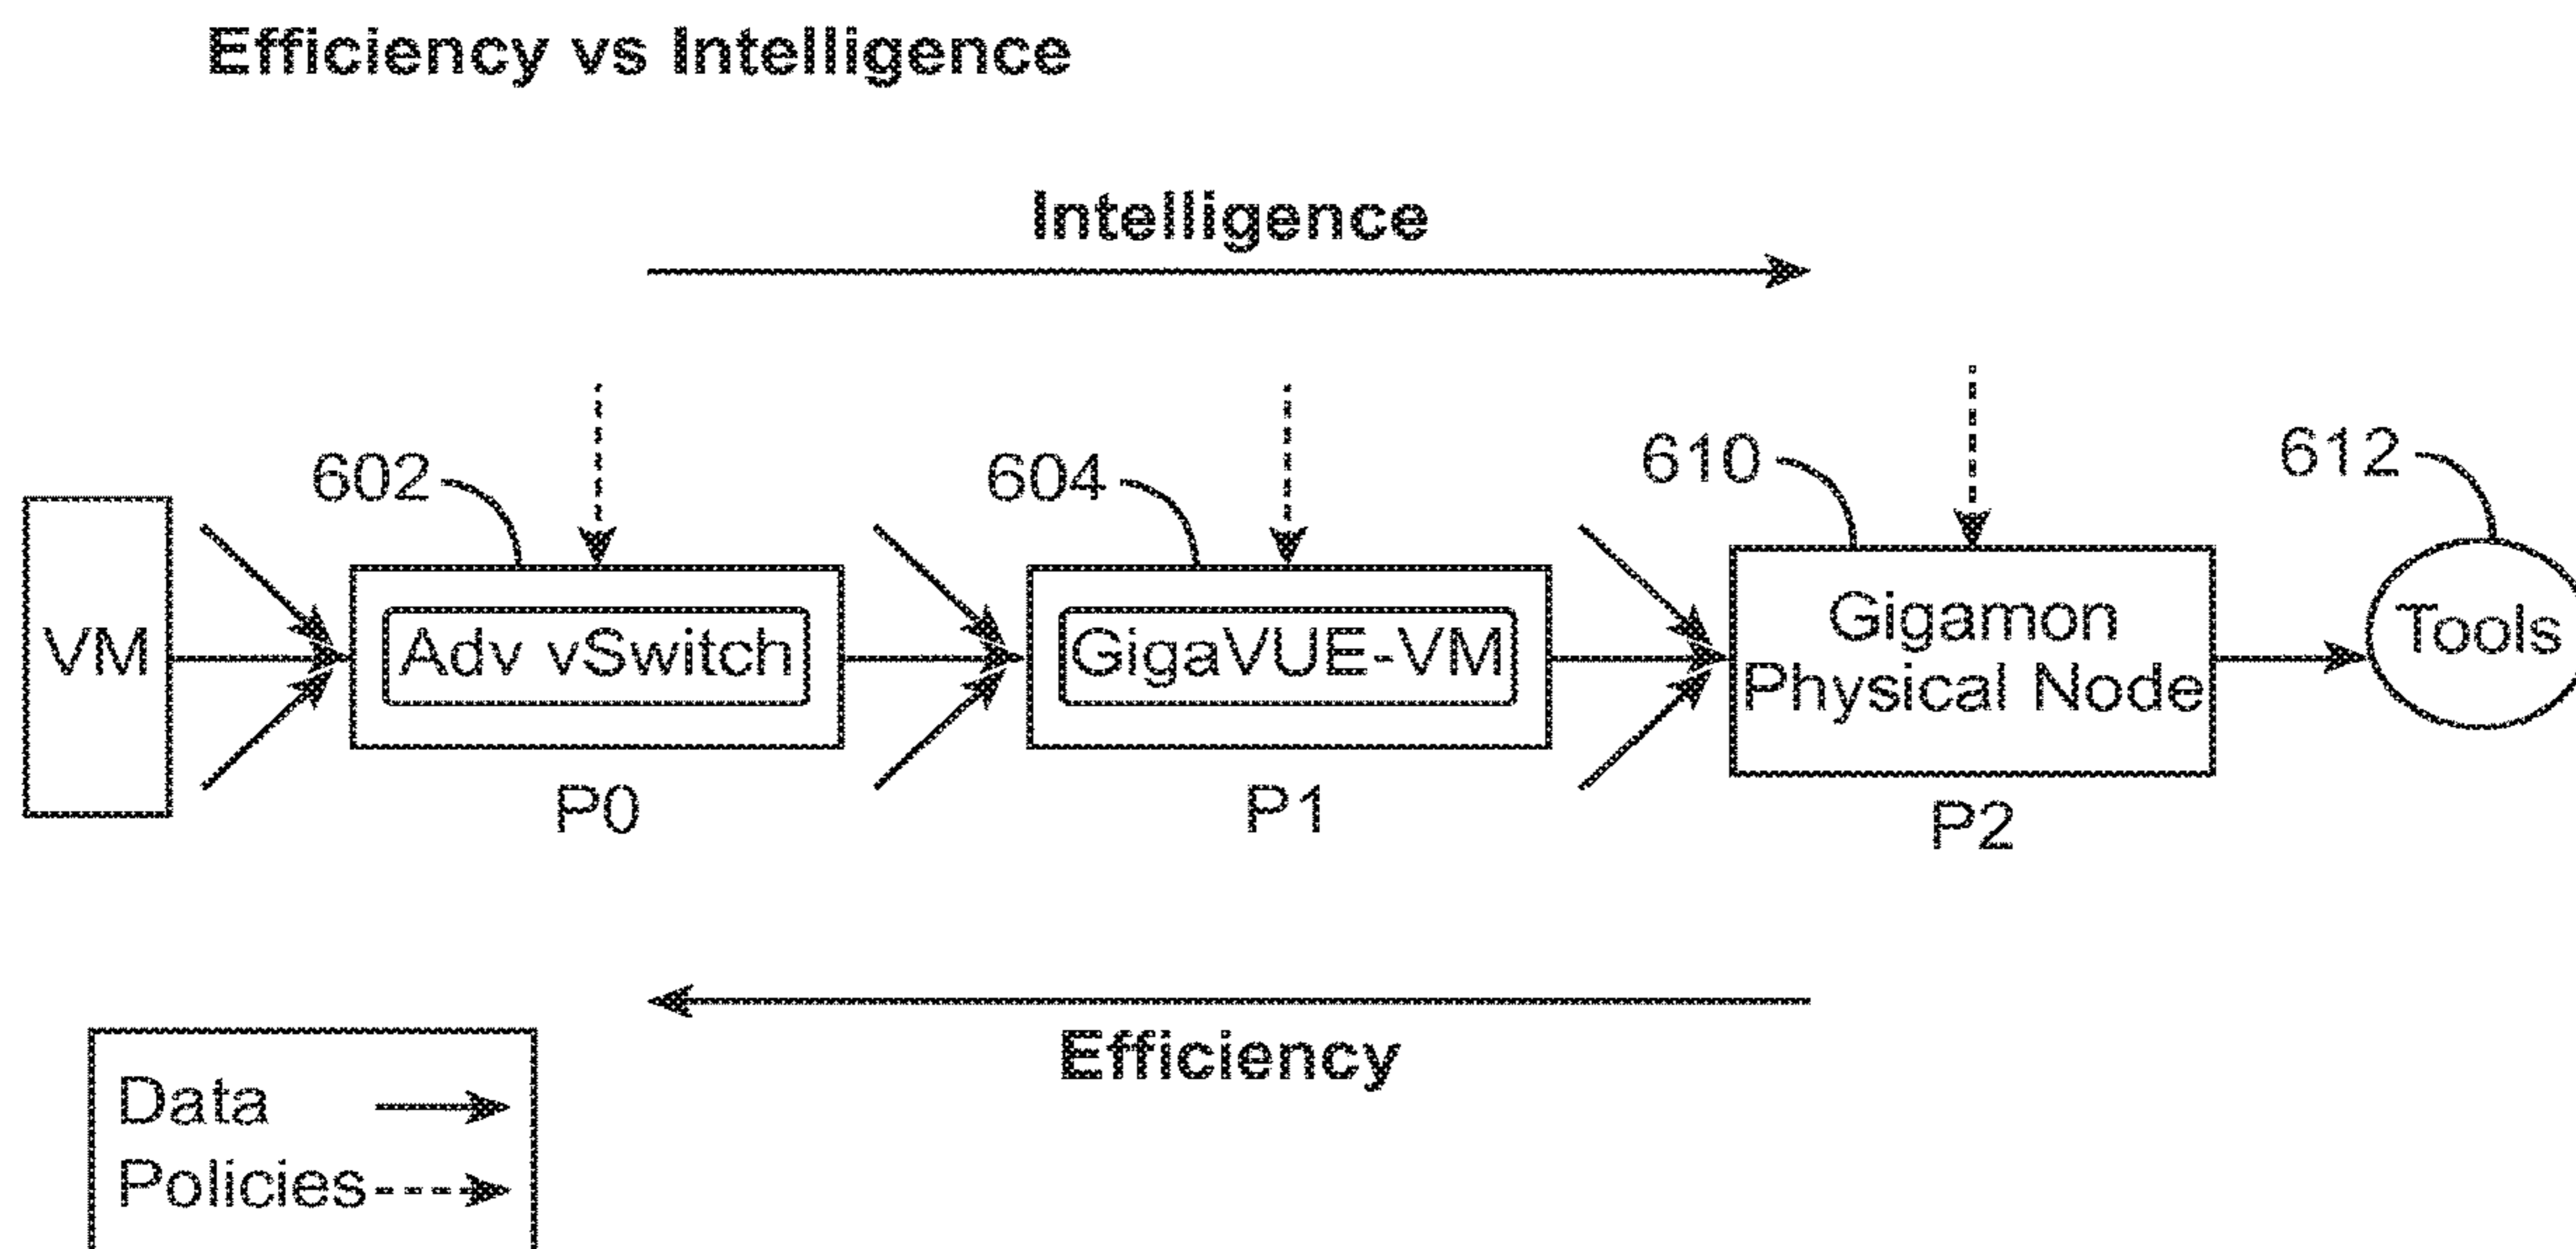 Efficiency vs Intelligence
Intelligence
602
604
610
612
VM
Adv vSwitch
GigaVUE-VM
Gigamon
Physical Node
Tools
P0
P1
P2
Efficiency
Data
Policies